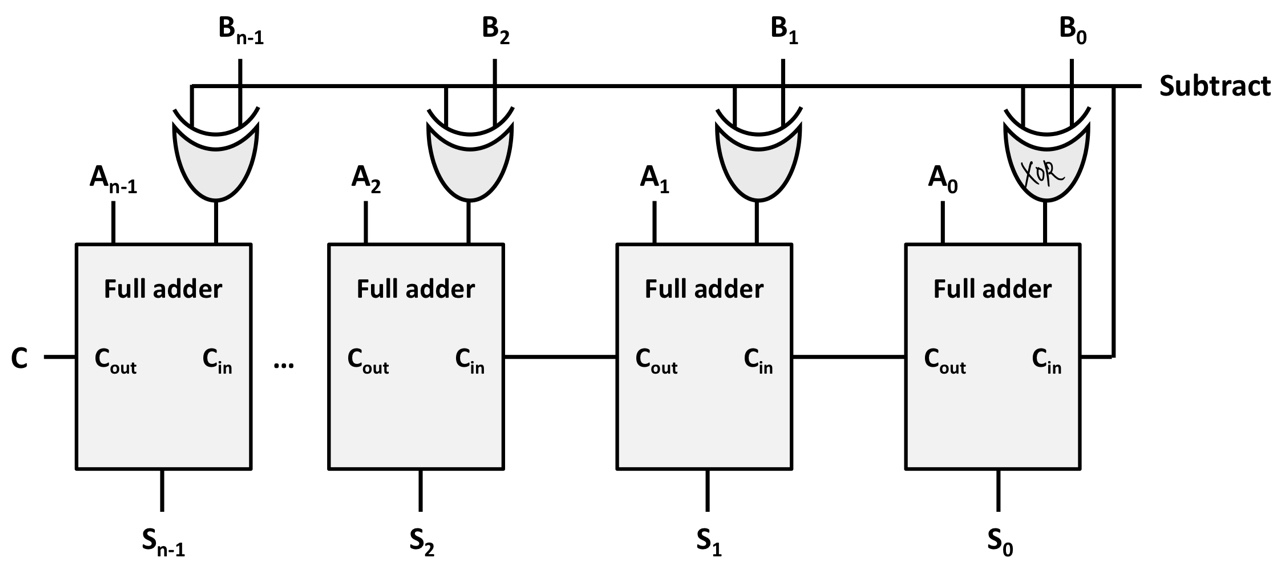 B_{n-1} B_2 B_1 B_0
Subtract
A_{n-1} A_2 A_1 A_0
XOR
Full adder Full adder Full adder Full adder
C C_{out} C_{in} ... C_{out} C_{in} C_{out} C_{in} C_{out} C_{in}
S_{n-1} S_2 S_1 S_0